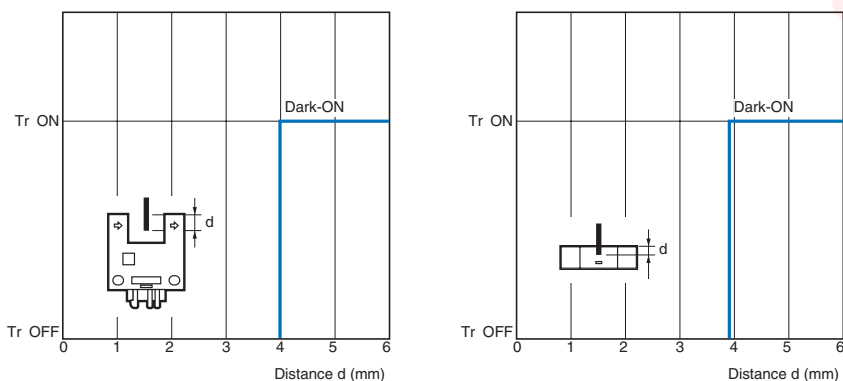 Dark-ON
Tr ON
d
Tr OFF
0 1 2 3 4 5 6
Distance d (mm)
Dark-ON
Tr ON
d
Tr OFF
0 1 2 3 4 5 6
Distance d (mm)